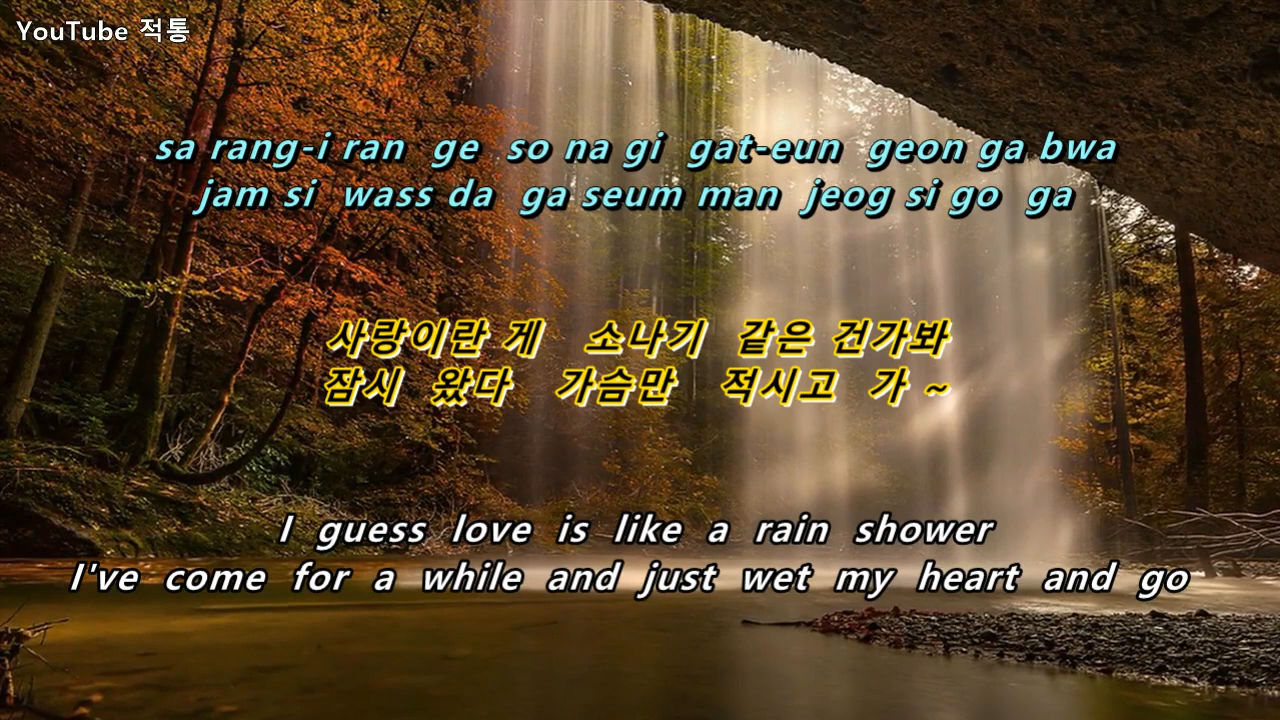 YouTube 적통
sa rang-i ran ge so na gi gat-eun geon ga bwa
jam si wass da ga seum man jeog si go ga
사랑이란 게 소나기 같은 건가봐
잠시 왔다 가슴만 적시고 가 ~
I guess love is like a rain shower
I've come for a while and just wet my heart and go